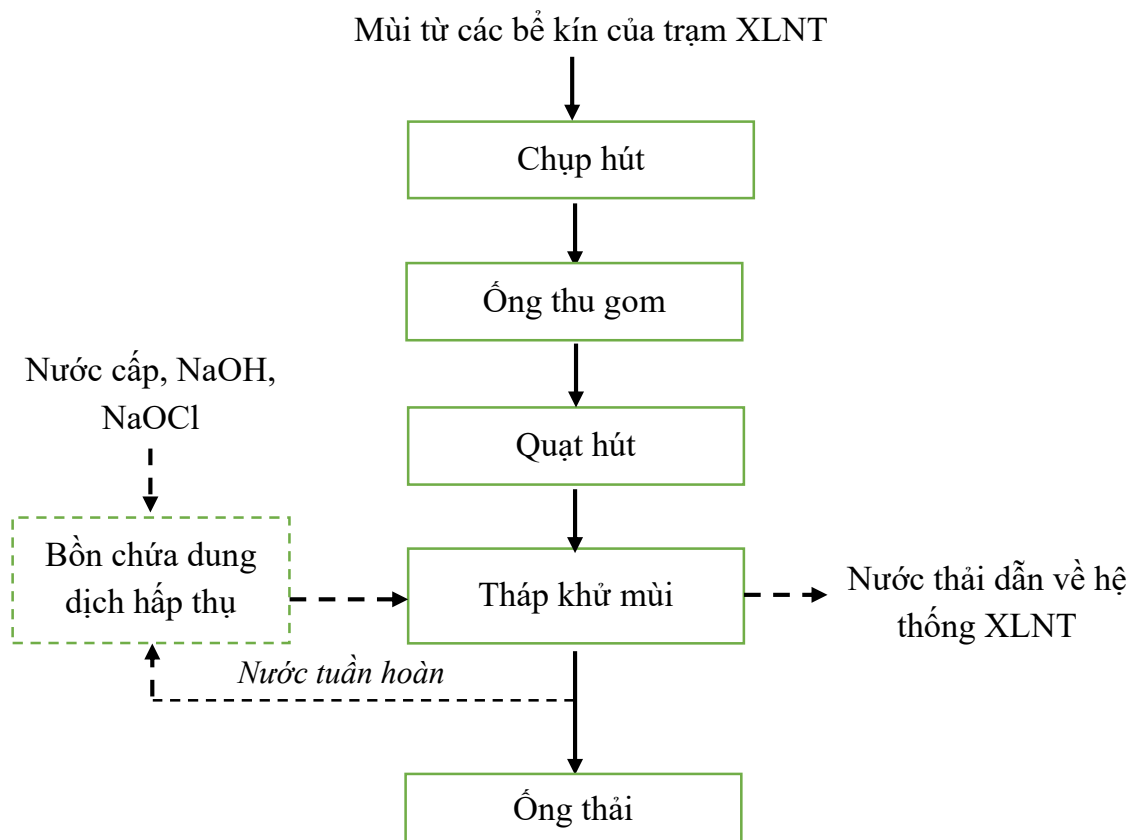 Mùi từ các bể kín của trạm XLNT
Chụp hút
Ống thu gom
Nước cấp, NaOH,
NaOCl
Quạt hút
Bồn chứa dung
dịch hấp thụ
Tháp khử mùi
Nước thải dẫn về hệ
thống XLNT
Nước tuần hoàn
Ống thải